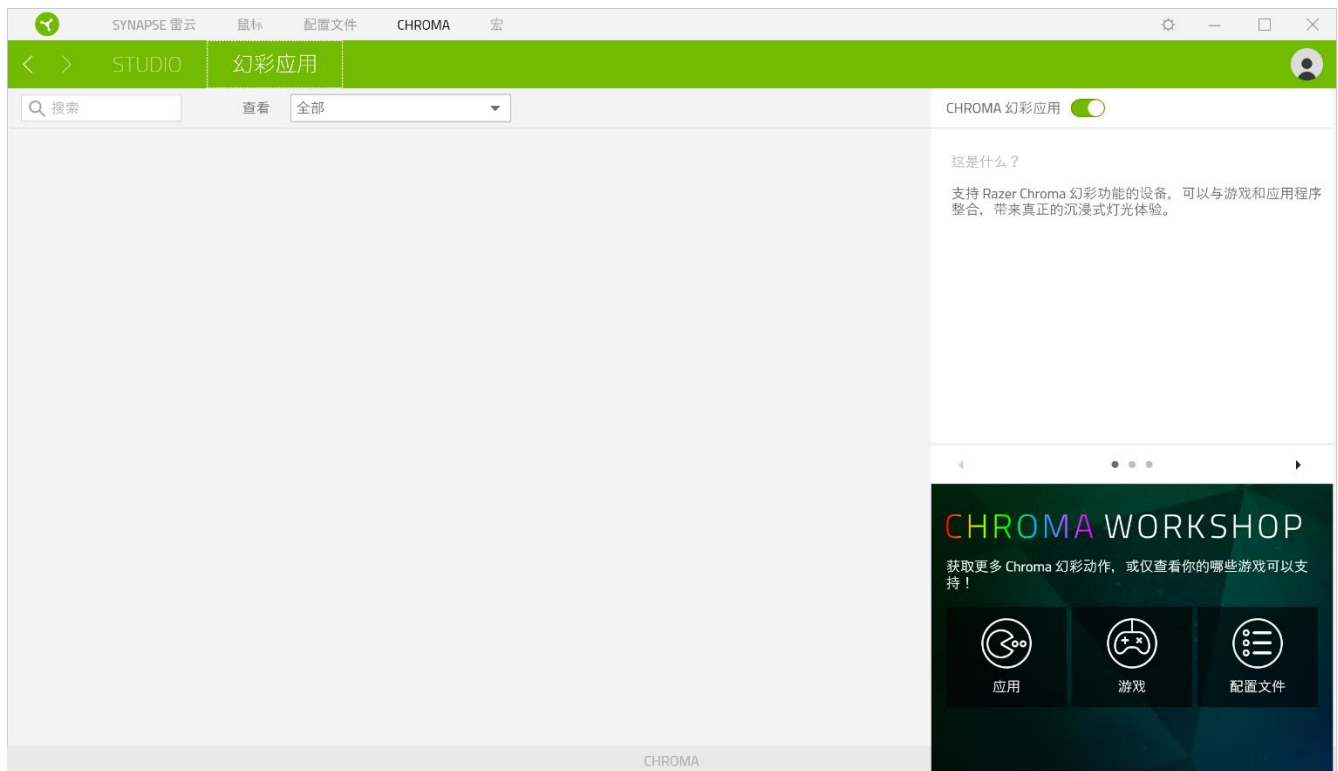 SYNAPSE 雷云 鼠标 配置文件 CHROMA 宏
STUDIO 幻彩应用
搜索 查看 全部
CHROMA 幻彩应用
这是什么？
支持 Razer Chroma 幻彩功能的设备，可以与游戏和应用程序
整合，带来真正的沉浸式灯光体验。
CHROMA WORKSHOP
获取更多 Chroma 幻彩动作，或仅查看你的哪些游戏可以支
持！
应用 游戏 配置文件
CHROMA